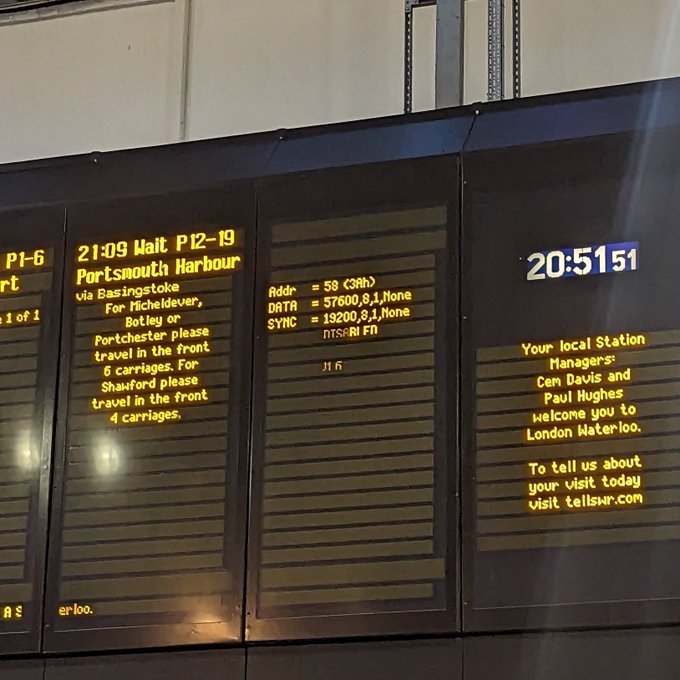 P1-6
rt
e 1 of 1
A S
21:09 Wait P12-19
Portsmouth Harbour
via Basingstoke
For Micheldever,
Botley or
Portchester please
travel in the front
6 carriages. For
Shawford please
travel in the front
4 carriages.
erloo.
Addr = 58 (3Ah)
DATA = 57600,8,1,None
SYNC = 19200,8,1,None
DISABLED
20:51 51
Your local Station
Managers:
Cem Davis and
Paul Hughes
welcome you to
London Waterloo.
To tell us about
your visit today
visit tellswr.com